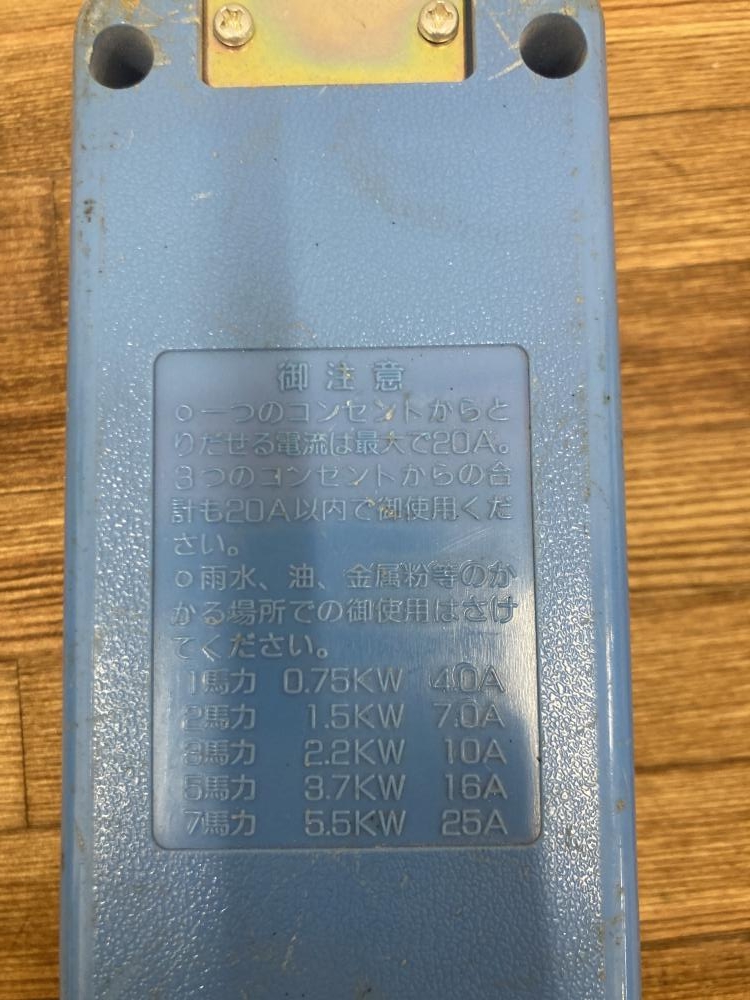 御注意
○一つのコンセントからと
りだせる電流は最大で20A。
3つのコンセントからの合
計も20A以内で御使用くだ
さい。
○雨水、油、金属粉等のか
かる場所での御使用はさけ
てください。
1馬力 0.75KW 4.0A
2馬力 1.5KW 7.0A
3馬力 2.2KW 10A
5馬力 3.7KW 16A
7馬力 5.5KW 25A